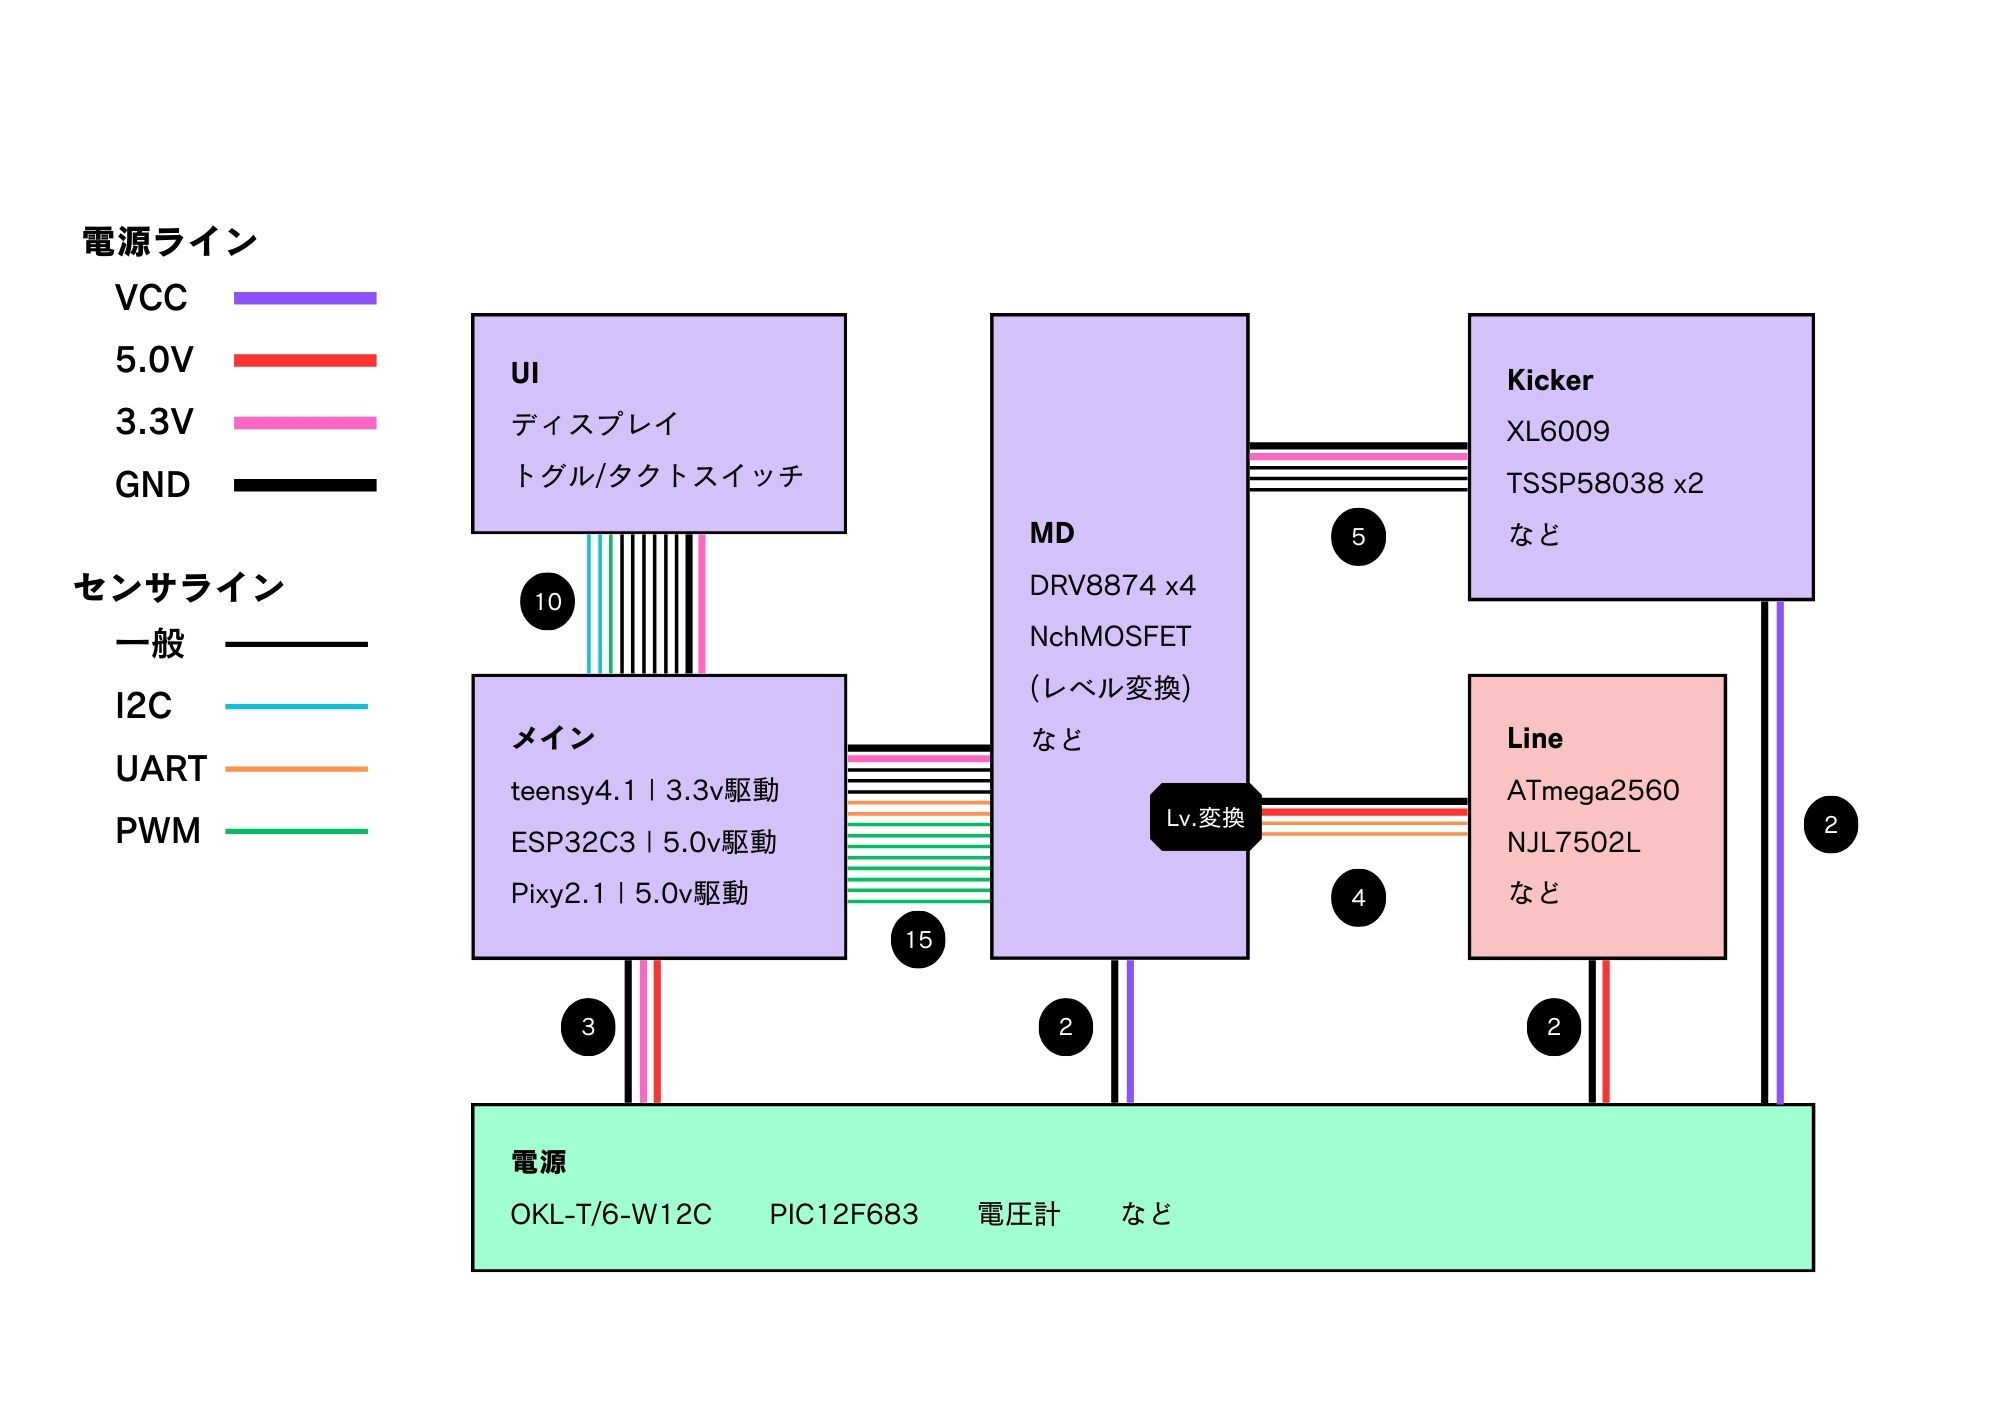 電源ライン
VCC
5.0V
3.3V
GND
センサライン
一般
I2C
UART
PWM
UI
ディスプレイ
トグル/タクトスイッチ
10
メイン
teensy4.1 | 3.3v駆動
ESP32C3 | 5.0v駆動
Pixy2.1 | 5.0v駆動
15
3
MD
DRV8874 x4
NchMOSFET
(レベル変換)
など
Lv.変換
2
Kicker
XL6009
TSSP58038 x2
など
5
Line
ATmega2560
NJL7502L
など
4
2
2
電源
OKL-T/6-W12C PIC12F683 電圧計 など